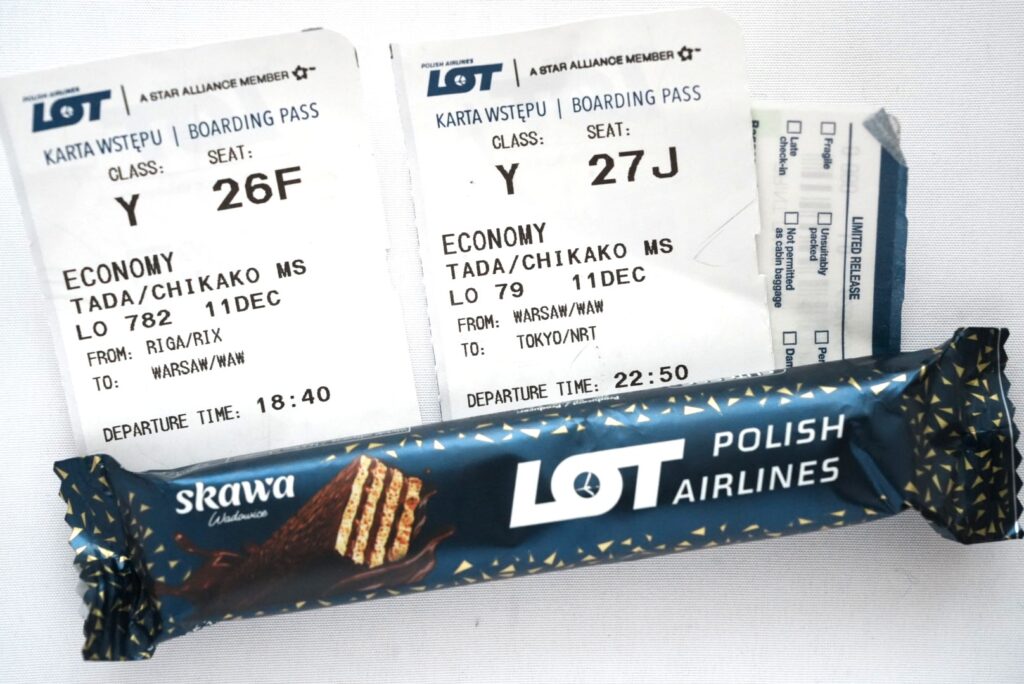 POLISH AIRLINES
LOT | A STAR ALLIANCE MEMBER
KARTA WSTĘPU | BOARDING PASS
CLASS: SEAT:
Y 26F
ECONOMY
TADA/CHIKAKO MS
LO 782 11DEC
FROM: RIGA/RIX
TO: WARSAW/WAW
DEPARTURE TIME: 18:40
POLISH AIRLINES
LOT | A STAR ALLIANCE MEMBER
KARTA WSTĘPU | BOARDING PASS
CLASS: SEAT:
Y 27J
ECONOMY
TADA/CHIKAKO MS
LO 79 11DEC
FROM: WARSAW/WAW
TO: TOKYO/NRT
DEPARTURE TIME: 22:50
LIMITED RELEASE
Fragile
Unsuitably
packed
Late
check-in
Not permitted
as cabin baggage
skawa
Wadowice
LOT POLISH
AIRLINES